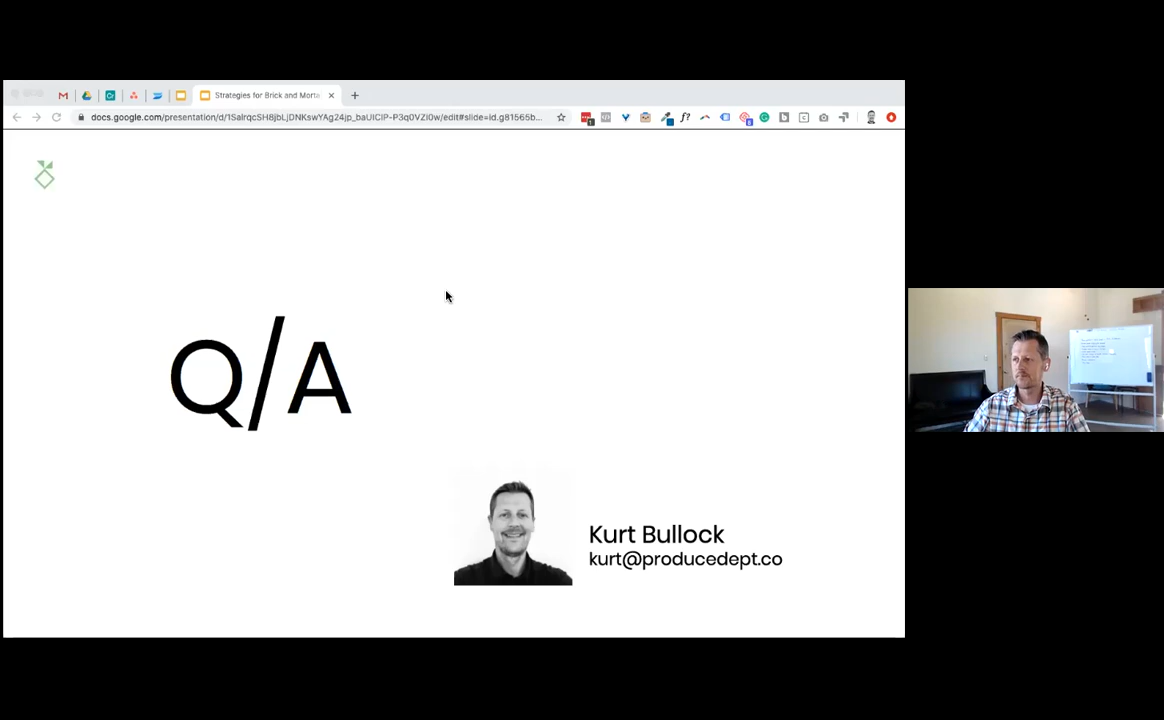 Strategies for Brick and Morta
docs.google.com/presentation/d/1SalrqcSH8jbLjDNKswYAg24jp_baUlClP-P3q0VZi0w/edit#slide=id.g81565b...
Q/A
Kurt Bullock
kurt@producedept.co